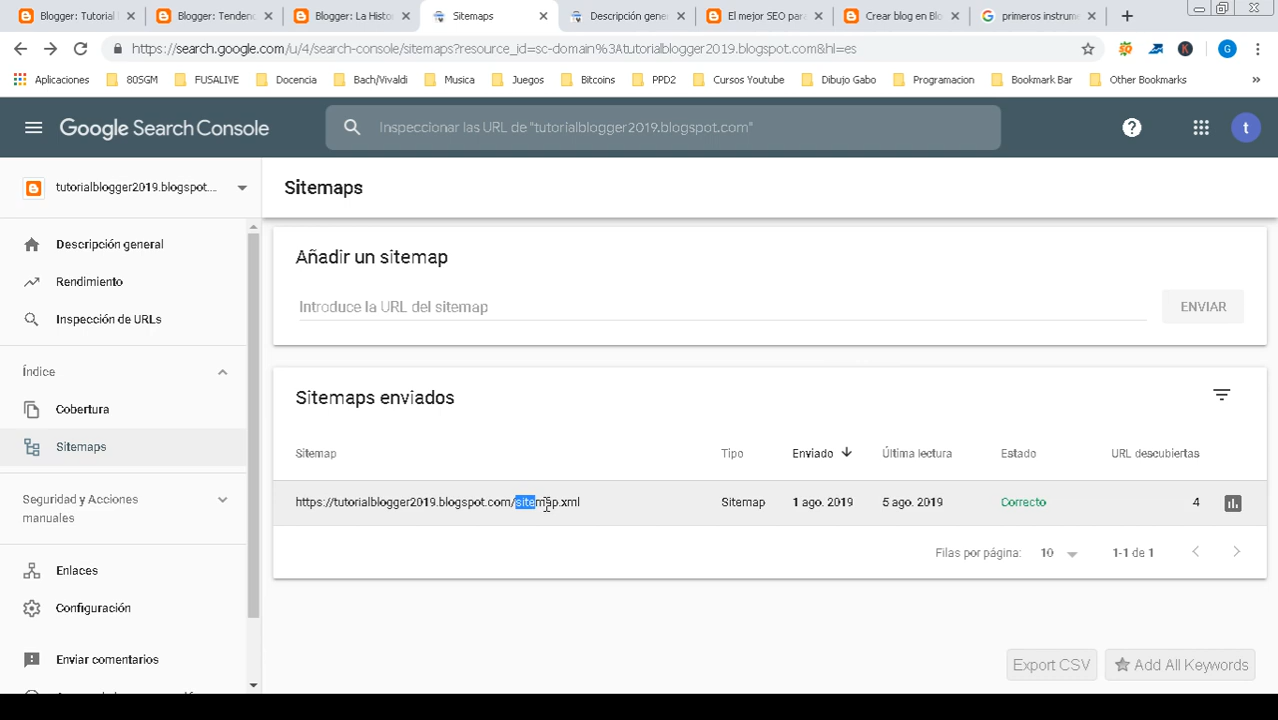 Blogger: Tutorial
Blogger: Tendenc
Blogger: La Histor
Sitemaps
Descripción gene
El mejor SEO para
Crear blog en Blo
primeros instrume
https://search.google.com/u/4/search-console/sitemaps?resource_id=sc-domain%3Atutorialblogger2019.blogspot.com&hl=es
G
Aplicaciones
80SGM
FUSALIVE
Docencia
Bach/Vivaldi
Musica
Juegos
Bitcoins
PPD2
Cursos Youtube
Dibujo Gabo
Programacion
Bookmark Bar
Other Bookmarks
»
Google Search Console
Inspeccionar las URL de "tutorialblogger2019.blogspot.com"
t
tutorialblogger2019.blogspot....
Sitemaps
Descripción general
Rendimiento
Inspección de URLs
Índice
Cobertura
Sitemaps
Seguridad y Acciones
manuales
Enlaces
Configuración
Enviar comentarios
Añadir un sitemap
Introduce la URL del sitemap
ENVIAR
Sitemaps enviados
Sitemap Tipo Enviado Última lectura Estado URL descubiertas
https://tutorialblogger2019.blogspot.com/sitemap.xml Sitemap 1 ago. 2019 5 ago. 2019 Correcto 4
Filas por página: 10 1-1 de 1
Export CSV
Add All Keywords